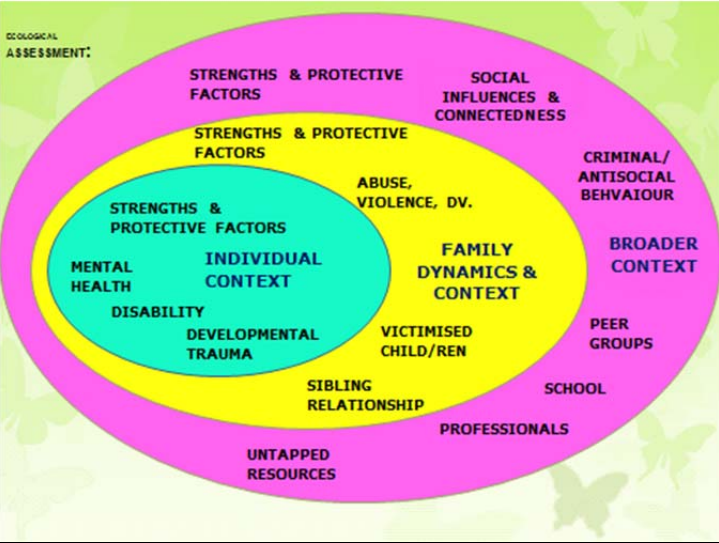 ECOLOGICAL
ASSESSMENT:
STRENGTHS & PROTECTIVE
FACTORS
SOCIAL
INFLUENCES &
CONNECTEDNESS
STRENGTHS & PROTECTIVE
FACTORS
CRIMINAL/
ANTISOCIAL
BEHVAIOUR
ABUSE,
VIOLENCE, DV.
STRENGTHS &
PROTECTIVE FACTORS
INDIVIDUAL
CONTEXT
FAMILY
DYNAMICS &
CONTEXT
BROADER
CONTEXT
MENTAL
HEALTH
DISABILITY
DEVELOPMENTAL
TRAUMA
VICTIMISED
CHILD/REN
PEER
GROUPS
SIBLING
RELATIONSHIP
SCHOOL
PROFESSIONALS
UNTAPPED
RESOURCES